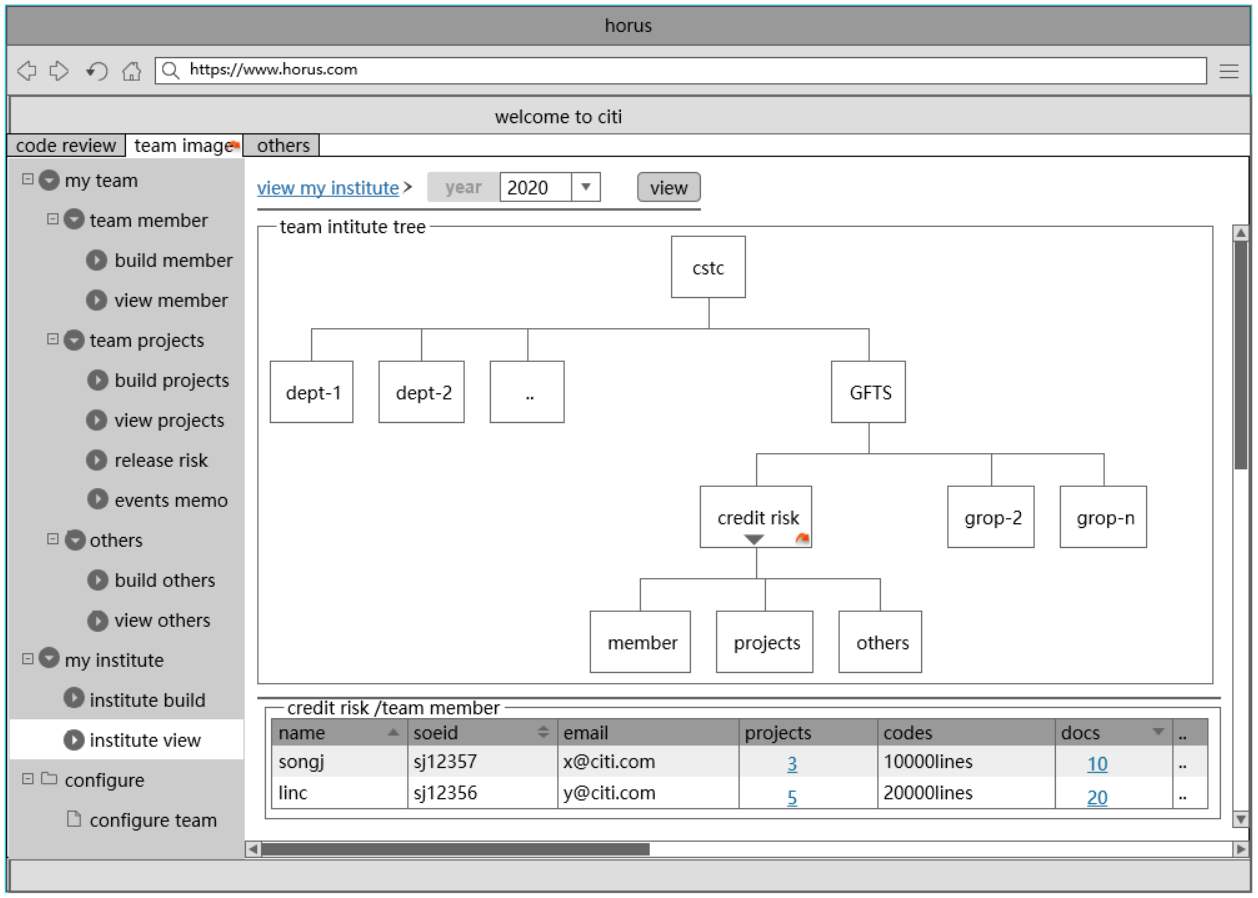 horus
https://www.horus.com
welcome to citi
code review team image others
my team
team member
build member
view member
team projects
build projects
view projects
release risk
events memo
others
build others
view others
my institute
institute build
institute view
configure
configure team
view my institute > year 2020 view
team intitute tree
cstc
dept-1 dept-2 .. GFTS
credit risk grop-2 grop-n
member projects others
credit risk /team member
name soeid email projects codes docs ..
songj sj12357 x@citi.com 3 10000lines 10 ..
linc sj12356 y@citi.com 5 20000lines 20 ..